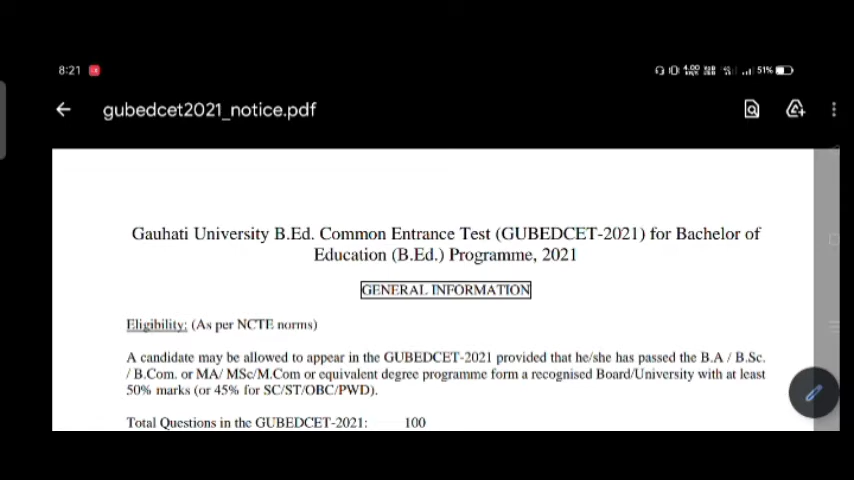 8:21
51%
gubedcet2021_notice.pdf
Gauhati University B.Ed. Common Entrance Test (GUBEDCET-2021) for Bachelor of
Education (B.Ed.) Programme, 2021
GENERAL INFORMATION
Eligibility: (As per NCTE norms)
A candidate may be allowed to appear in the GUBEDCET-2021 provided that he/she has passed the B.A / B.Sc.
/ B.Com. or MA/ MSc/M.Com or equivalent degree programme form a recognised Board/University with at least
50% marks (or 45% for SC/ST/OBC/PWD).
Total Questions in the GUBEDCET-2021: 100